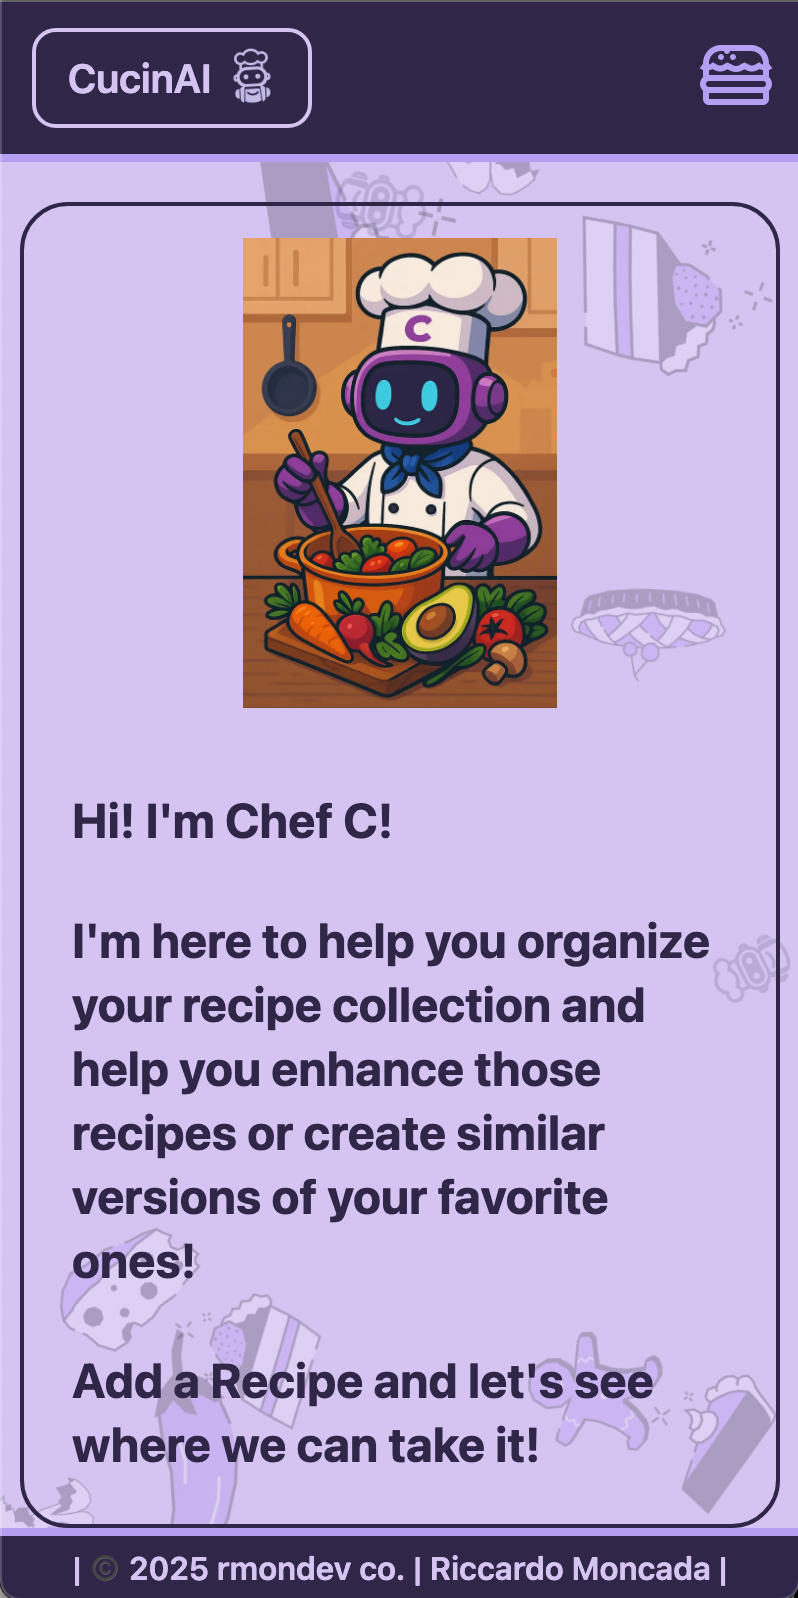 CucinAI
C
Hi! I'm Chef C!
I'm here to help you organize
your recipe collection and
help you enhance those
recipes or create similar
versions of your favorite
ones!
Add a Recipe and let's see
where we can take it!
| © 2025 rmondev co. | Riccardo Moncada |